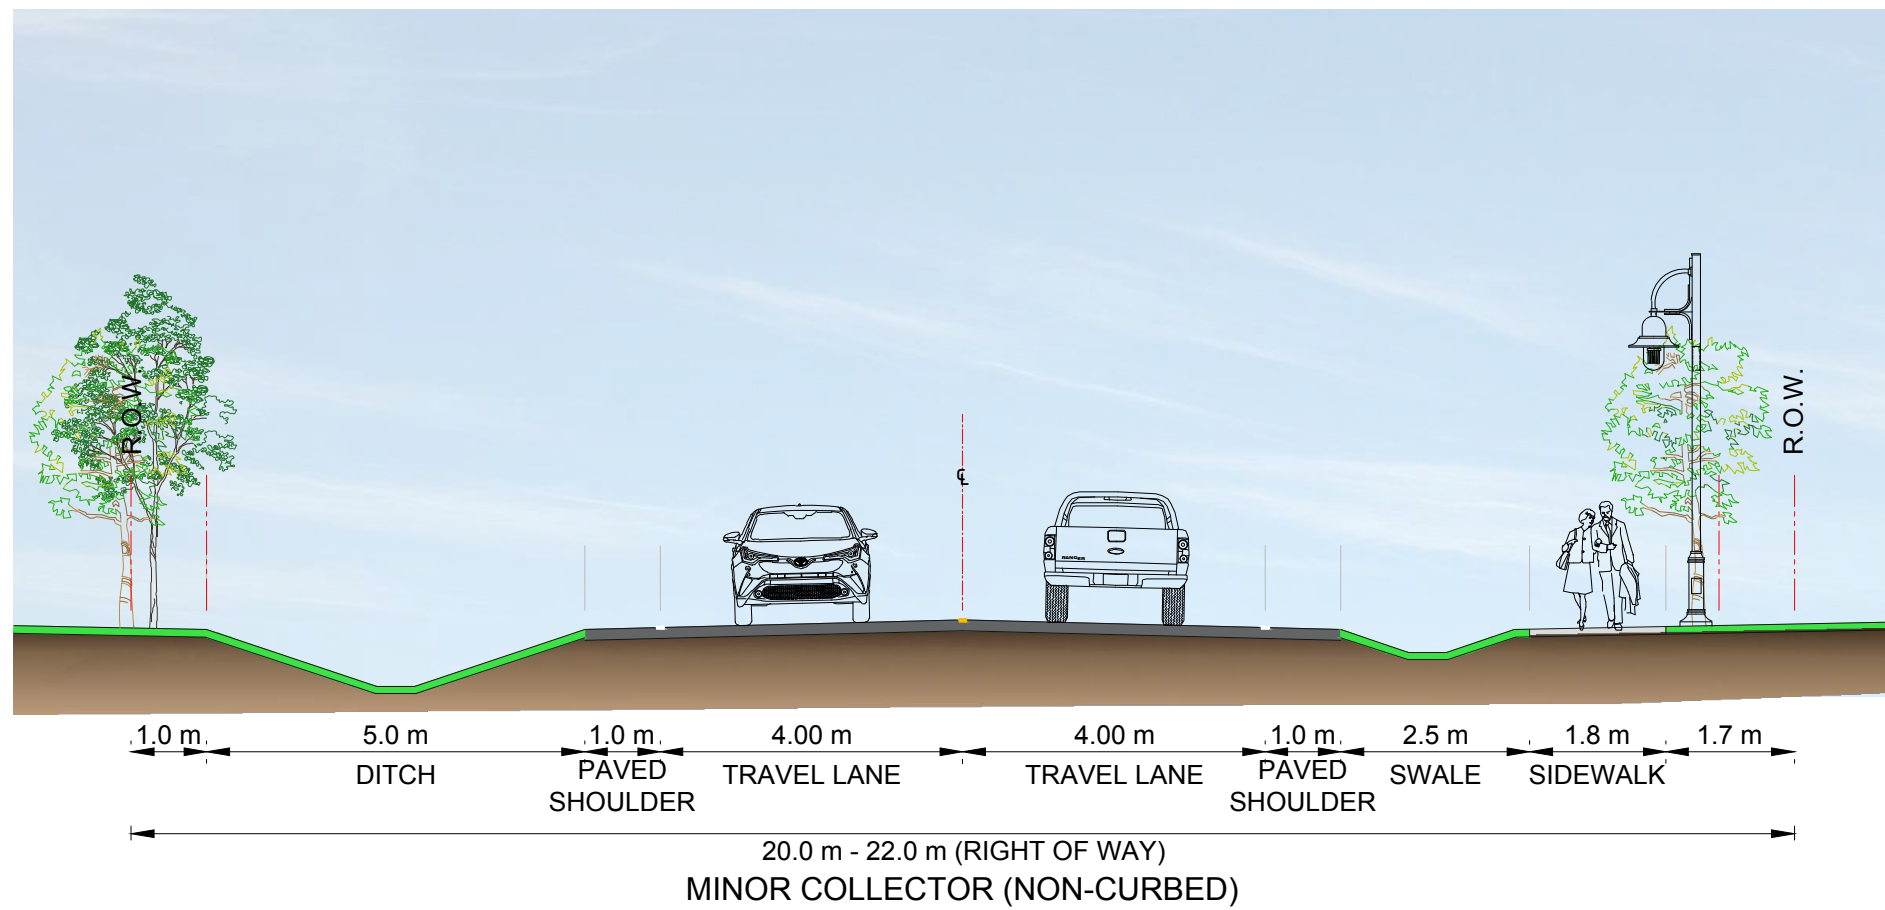 R.O.W.
R.O.W.
℄
RANGER
1.0 m
5.0 m
1.0 m
4.00 m
4.00 m
1.0 m
2.5 m
1.8 m
1.7 m
DITCH
PAVED
SHOULDER
TRAVEL LANE
TRAVEL LANE
PAVED
SHOULDER
SWALE
SIDEWALK
20.0 m - 22.0 m (RIGHT OF WAY)
MINOR COLLECTOR (NON-CURBED)